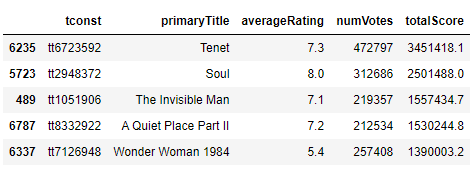 tconst primaryTitle averageRating numVotes totalScore
6235 tt6723592 Tenet 7.3 472797 3451418.1
5723 tt2948372 Soul 8.0 312686 2501488.0
489 tt1051906 The Invisible Man 7.1 219357 1557434.7
6787 tt8332922 A Quiet Place Part II 7.2 212534 1530244.8
6337 tt7126948 Wonder Woman 1984 5.4 257408 1390003.2